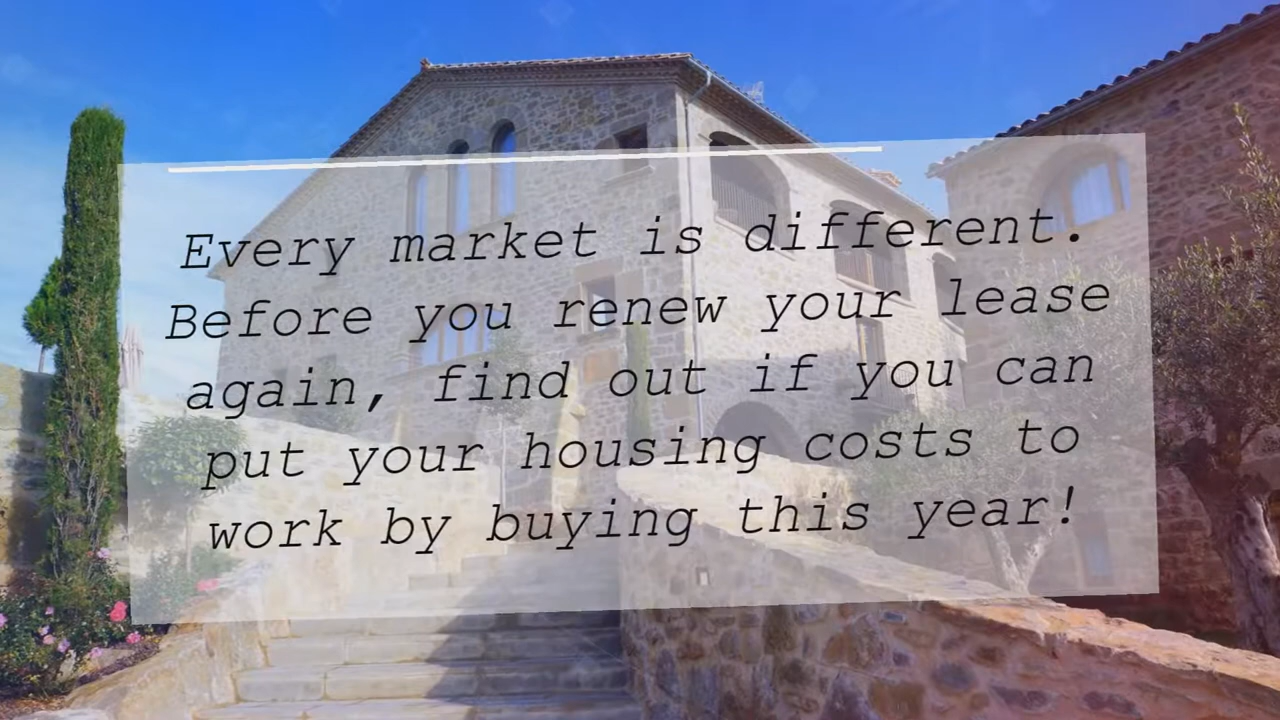 Every market is different.
Before you renew your lease
again, find out if you can
put your housing costs to
work by buying this year!